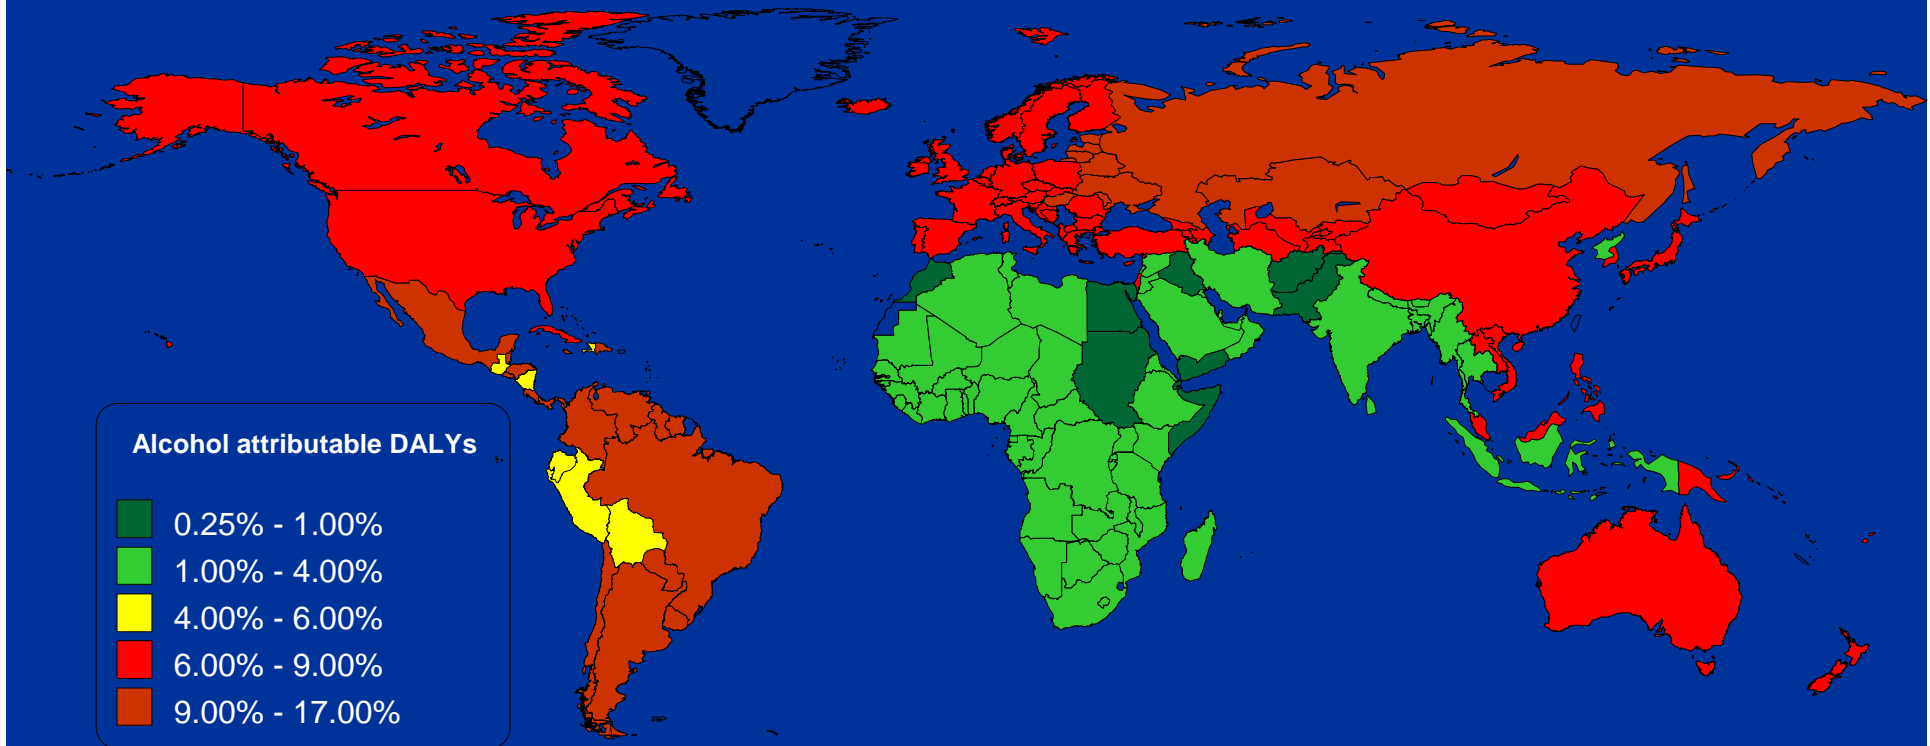 Alcohol attributable DALYs
0.25% - 1.00%
1.00% - 4.00%
4.00% - 6.00%
6.00% - 9.00%
9.00% - 17.00%